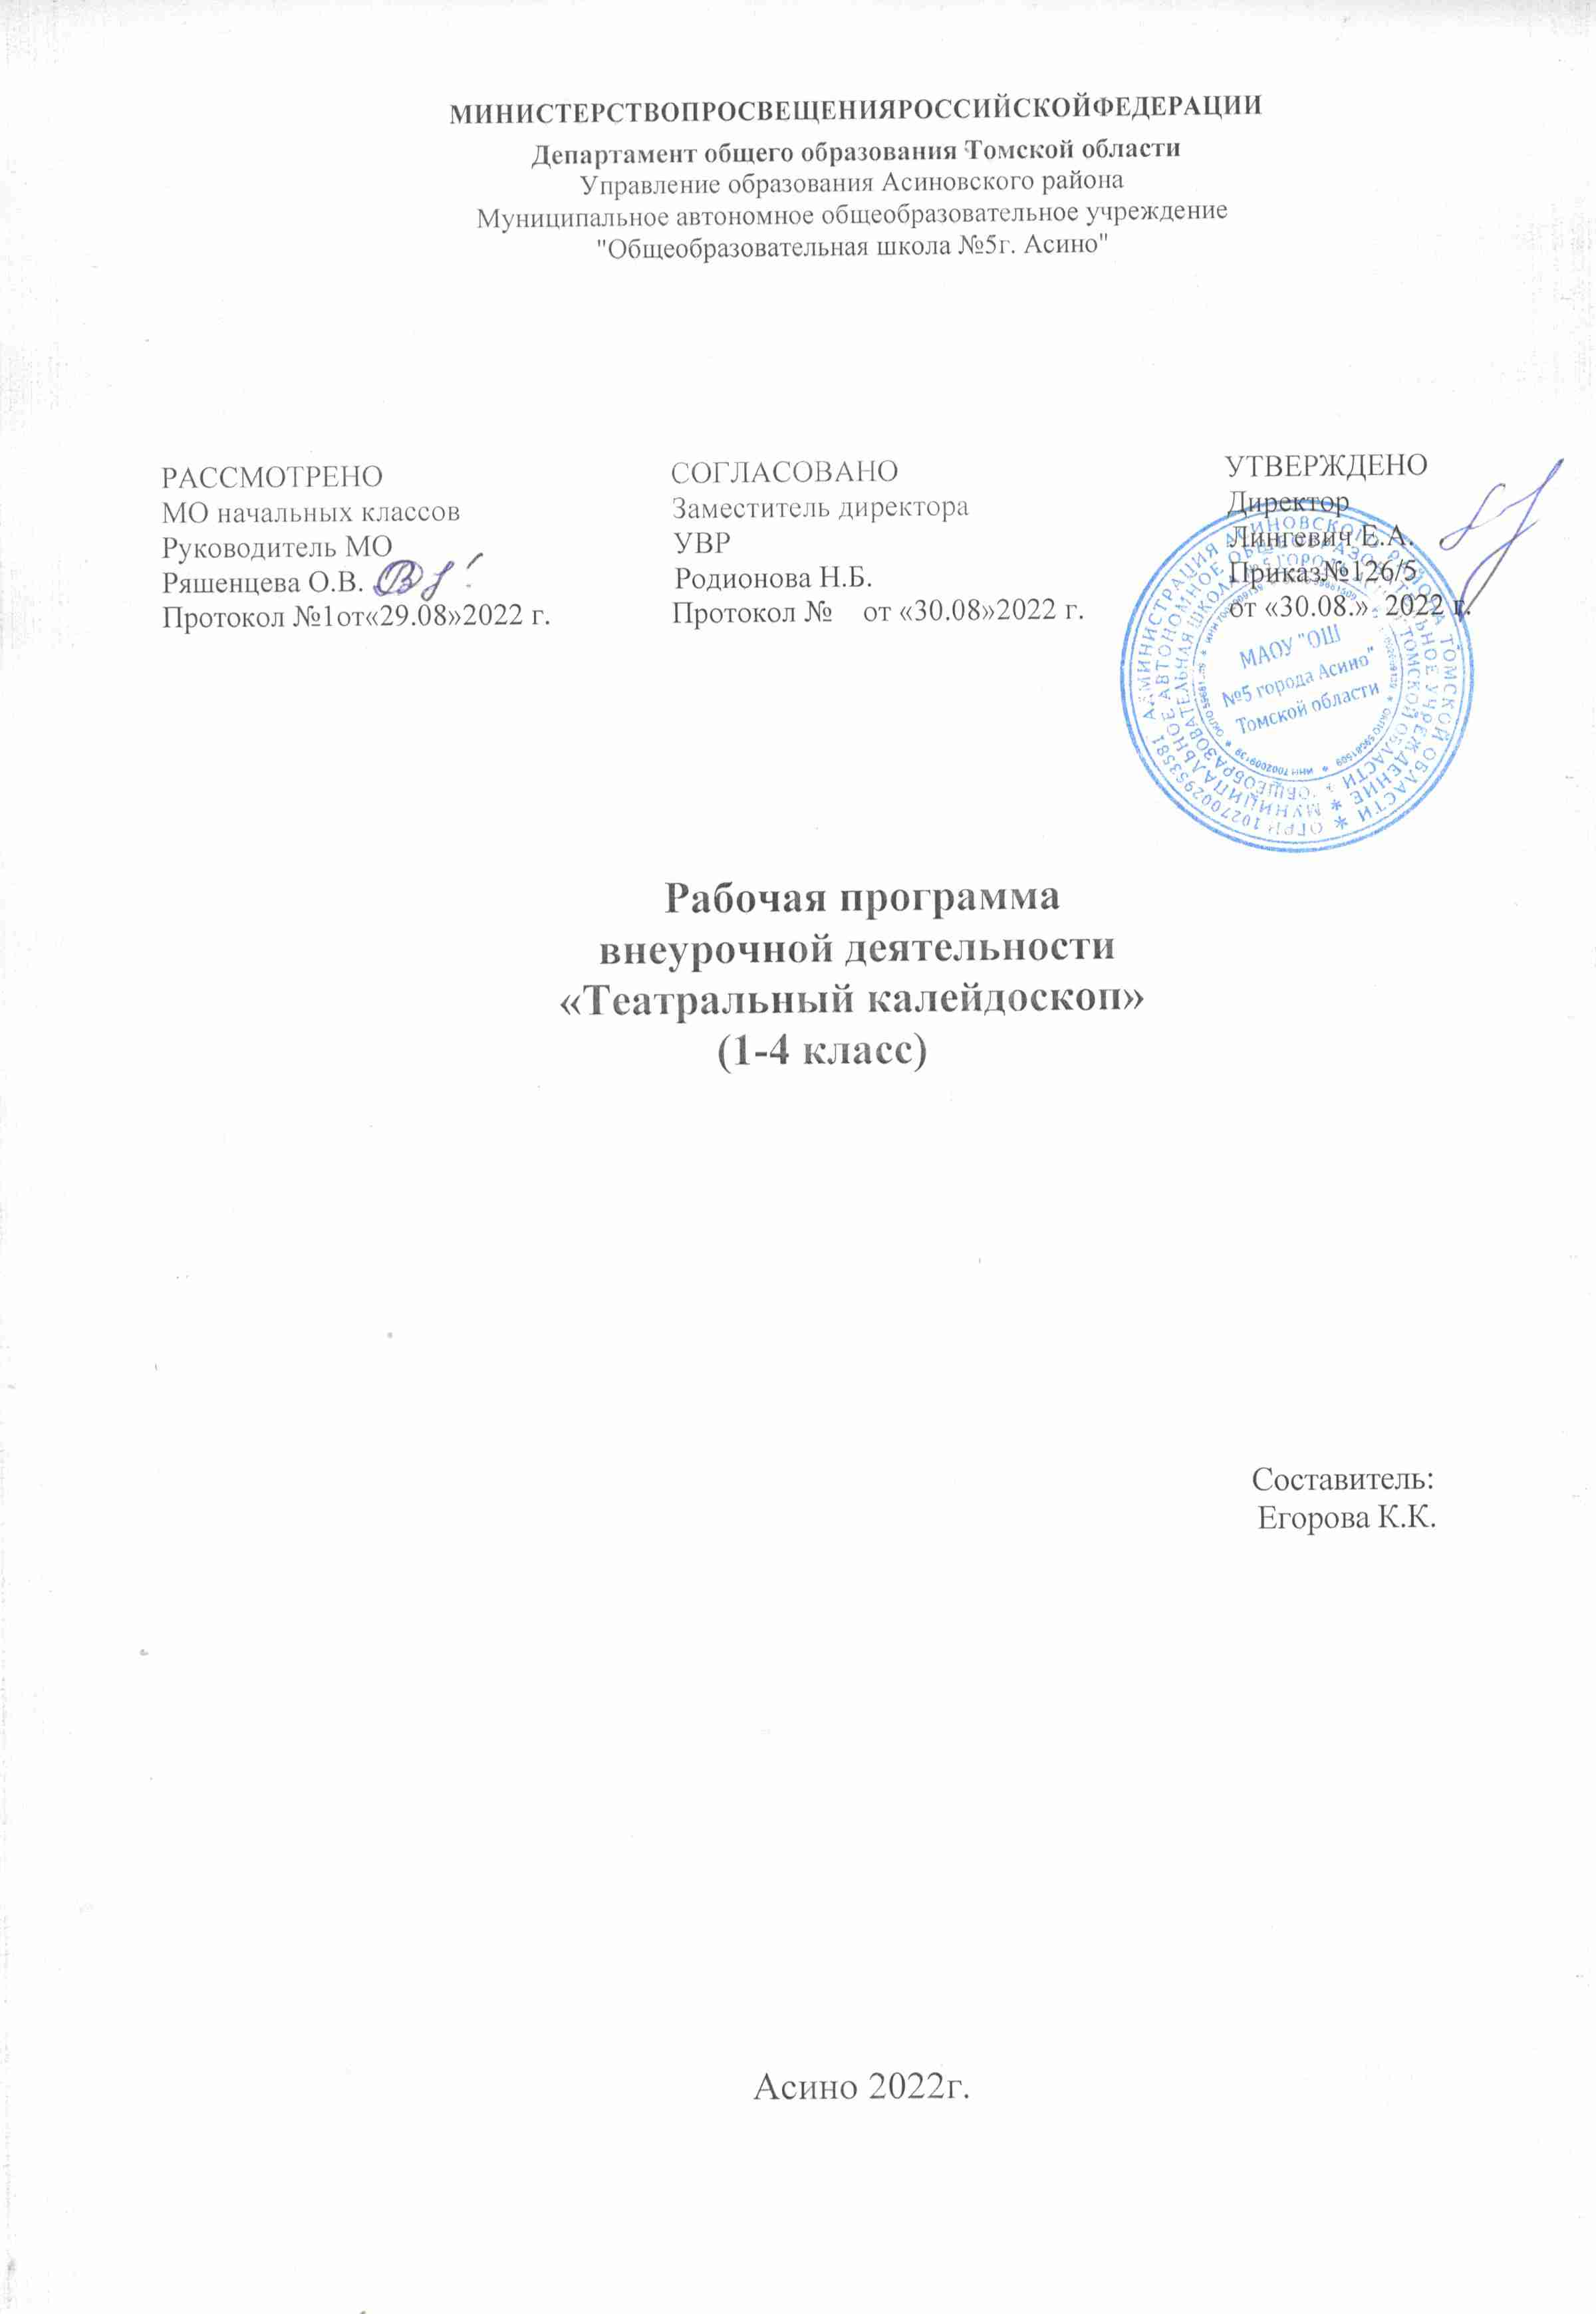 МИНИСТЕРСТВОПРОСВЕЩЕНИЯРОССИЙСКОЙФЕДЕРАЦИИ
Департамент общего образования Томской области
Управление образования Асиновского района
Муниципальное автономное общеобразовательное учреждение
"Общеобразовательная школа №5г. Асино"
РАССМОТРЕНО
МО начальных классов
Руководитель МО
Ряшенцева О.В.
Протокол №1от«29.08»2022 г.
СОГЛАСОВАНО
Заместитель директора
УВР
Родионова Н.Б.
Протокол № от «30.08»2022 г.
УТВЕРЖДЕНО
Директор
Лингевич Е.А.
Приказ№126/5
от «30.08.» 2022 г.
МАОУ "ОШ
№5 города Асино"
Томской области
Рабочая программа
внеурочной деятельности
«Театральный калейдоскоп»
(1-4 класс)
Составитель:
Егорова К.К.
Асино 2022г.